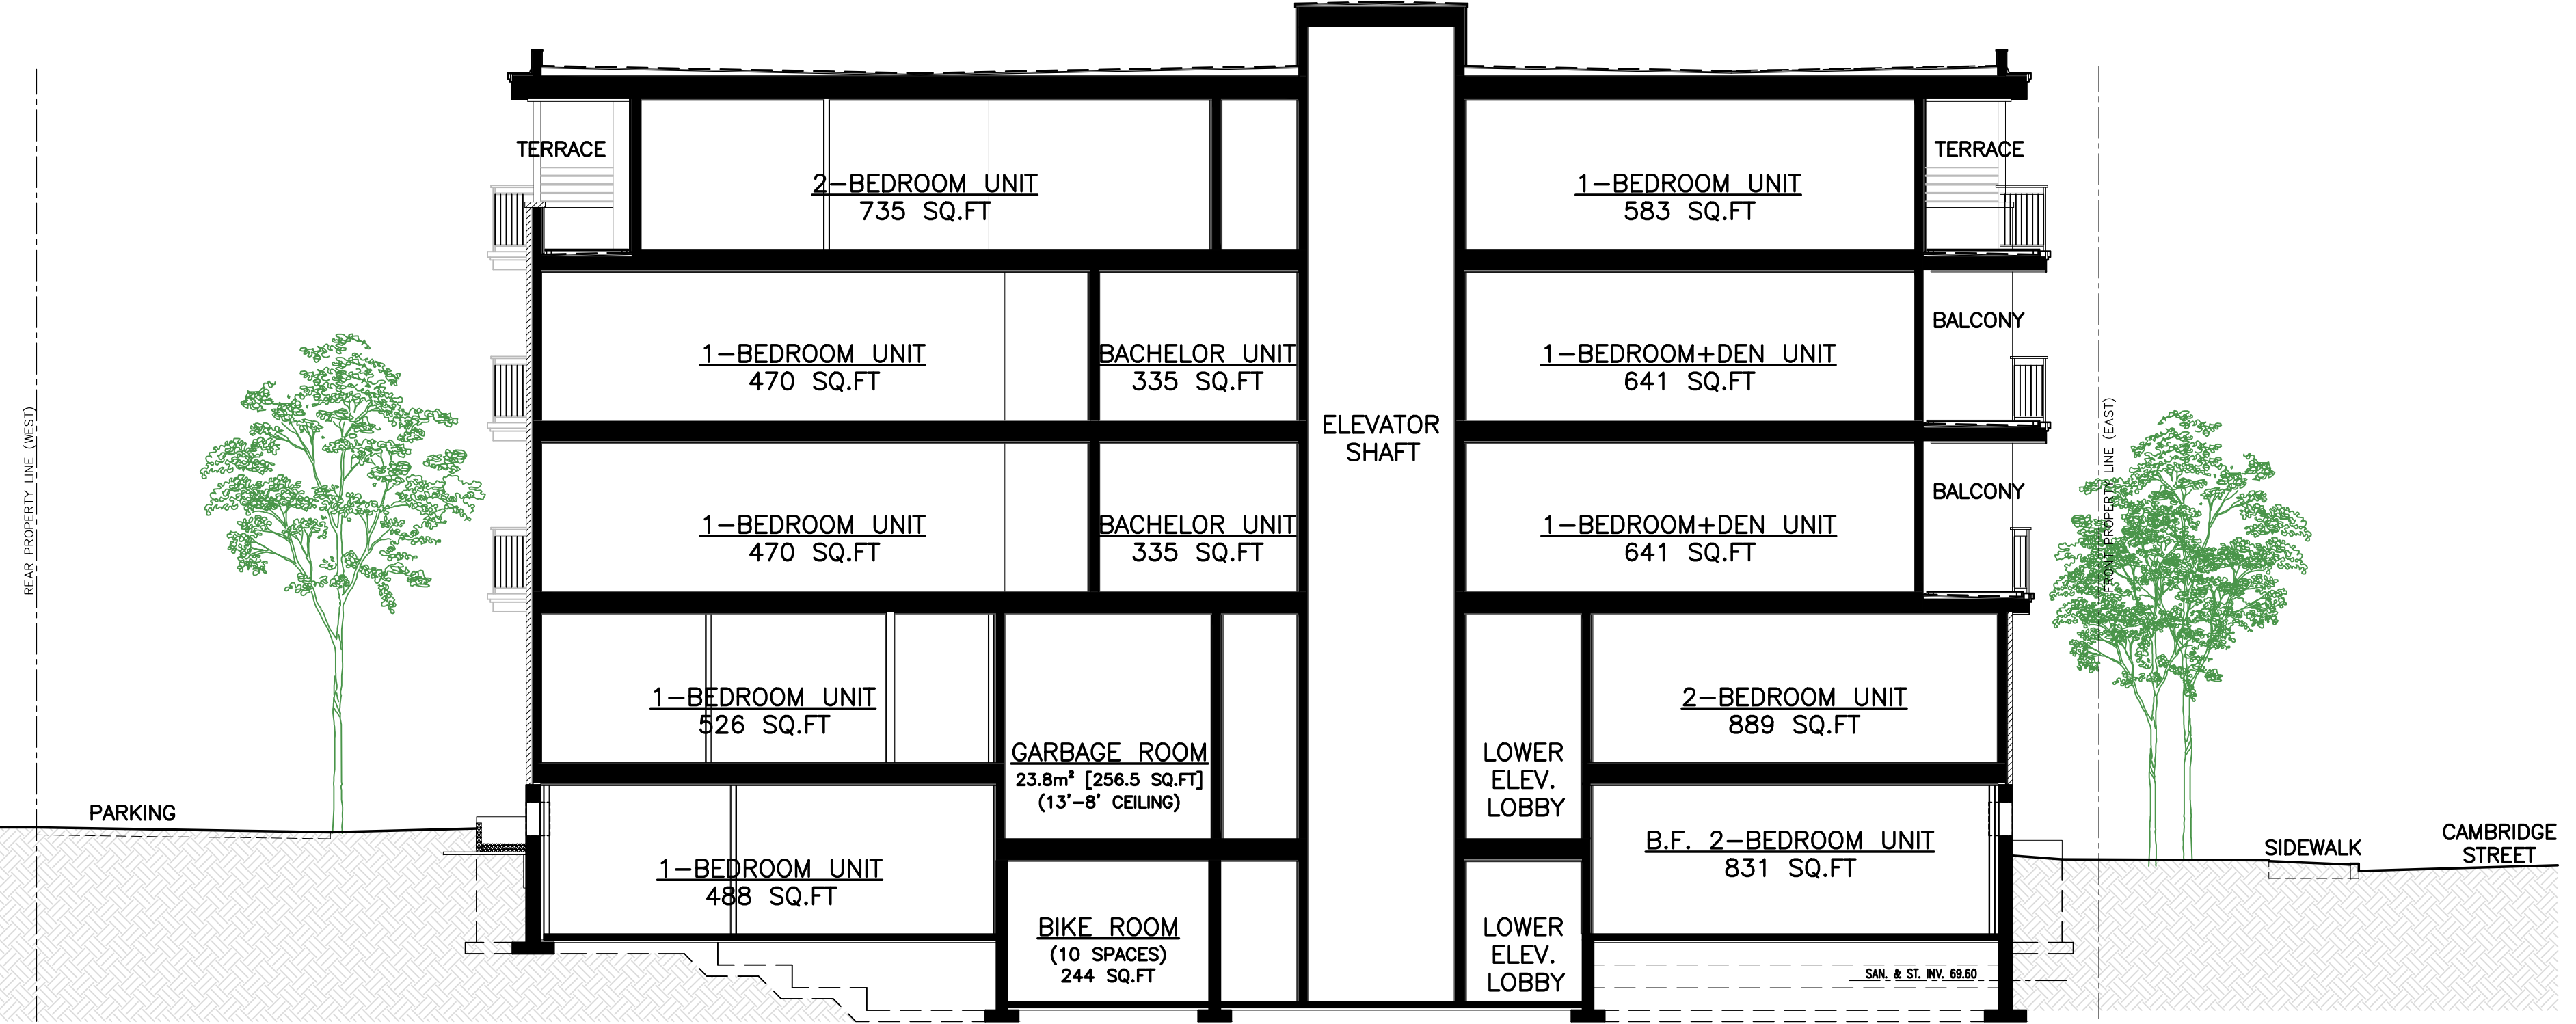 TERRACE
2-BEDROOM UNIT
735 SQ.FT
1-BEDROOM UNIT
583 SQ.FT
TERRACE
1-BEDROOM UNIT
470 SQ.FT
BACHELOR UNIT
335 SQ.FT
1-BEDROOM+DEN UNIT
641 SQ.FT
BALCONY
ELEVATOR
SHAFT
1-BEDROOM UNIT
470 SQ.FT
BACHELOR UNIT
335 SQ.FT
1-BEDROOM+DEN UNIT
641 SQ.FT
BALCONY
REAR PROPERTY LINE (WEST)
FRONT PROPERTY LINE (EAST)
1-BEDROOM UNIT
526 SQ.FT
GARBAGE ROOM
23.8m² [256.5 SQ.FT]
(13'-8' CEILING)
LOWER
ELEV.
LOBBY
2-BEDROOM UNIT
889 SQ.FT
PARKING
1-BEDROOM UNIT
488 SQ.FT
BIKE ROOM
(10 SPACES)
244 SQ.FT
LOWER
ELEV.
LOBBY
B.F. 2-BEDROOM UNIT
831 SQ.FT
SAN. & ST. INV. 69.60
SIDEWALK
CAMBRIDGE
STREET